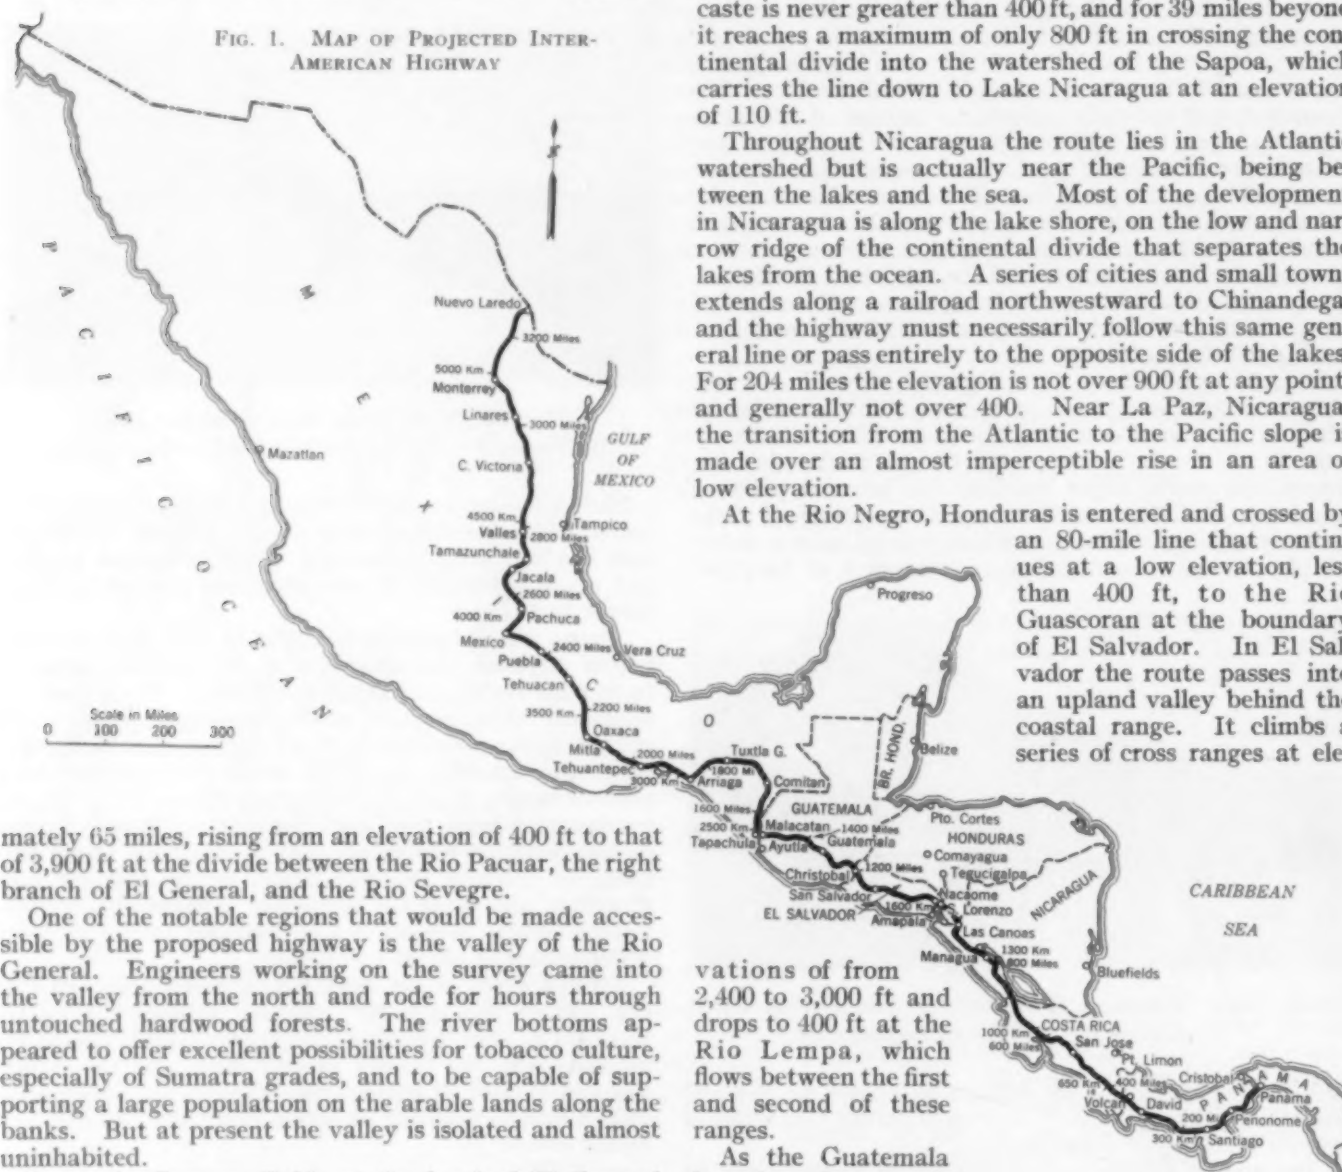 FIG. 1. MAP OF PROJECTED INTER-
AMERICAN HIGHWAY
N
PACIFIC OCEAN
MEXICO
Nuevo Laredo
3200 Miles
5000 Km
Monterrey
Linares
3000 Miles
GULF
OF
MEXICO
Mazatlan
C. Victoria
4500 Km
Tampico
Valles
2800 Miles
Tamazunchale
Jacala
2600 Miles
4000 Km
Pachuca
Mexico
2400 Miles
Vera Cruz
Puebla
Tehuacan
2200 Miles
3500 Km
Oaxaca
Mitla
2000 Miles
Tehuantepec
3000 Km
Arriaga
Tuxtla G.
1800 Mi
Comitan
Progreso
BR. HOND.
Belize
Scale in Miles
0 100 200 300
1600 Miles
GUATEMALA
2500 Km
Malacatan
1400 Miles
Tapachula
Ayutla
Guatemala
Pto. Cortes
HONDURAS
Comayagua
1200 Miles
Tegucigalpa
Christobal
San Salvador
Nacaome
1600 Km
Lorenzo
EL SALVADOR
Amapala
NICARAGUA
Las Canoas
Managua
1300 Km
800 Miles
Bluefields
CARIBBEAN
SEA
1000 Km
600 Miles
COSTA RICA
San Jose
Pt. Limon
650 Km
400 Miles
Cristobal
PANAMA
Volcan
David
Panama
200 Mi
Penonome
300 Km
Santiago
mately 65 miles, rising from an elevation of 400 ft to that
of 3,900 ft at the divide between the Rio Pacuar, the right
branch of El General, and the Rio Sevegre.
One of the notable regions that would be made acces-
sible by the proposed highway is the valley of the Rio
General. Engineers working on the survey came into
the valley from the north and rode for hours through
untouched hardwood forests. The river bottoms ap-
peared to offer excellent possibilities for tobacco culture,
especially of Sumatra grades, and to be capable of sup-
porting a large population on the arable lands along the
banks. But at present the valley is isolated and almost
uninhabited.
caste is never greater than 400 ft, and for 39 miles beyond
it reaches a maximum of only 800 ft in crossing the con
tinental divide into the watershed of the Sapoa, which
carries the line down to Lake Nicaragua at an elevation
of 110 ft.
Throughout Nicaragua the route lies in the Atlanti
watershed but is actually near the Pacific, being be
tween the lakes and the sea. Most of the developmen
in Nicaragua is along the lake shore, on the low and nar
row ridge of the continental divide that separates the
lakes from the ocean. A series of cities and small town
extends along a railroad northwestward to Chinandega
and the highway must necessarily follow this same gen
eral line or pass entirely to the opposite side of the lakes
For 204 miles the elevation is not over 900 ft at any point
and generally not over 400. Near La Paz, Nicaragua
the transition from the Atlantic to the Pacific slope i
made over an almost imperceptible rise in an area o
low elevation.
At the Rio Negro, Honduras is entered and crossed by
an 80-mile line that contin
ues at a low elevation, les
than 400 ft, to the Rio
Guascoran at the boundary
of El Salvador. In El Sal
vador the route passes into
an upland valley behind the
coastal range. It climbs a
series of cross ranges at ele
vations of from
2,400 to 3,000 ft and
drops to 400 ft at the
Rio Lempa, which
flows between the first
and second of these
ranges.
As the Guatemala